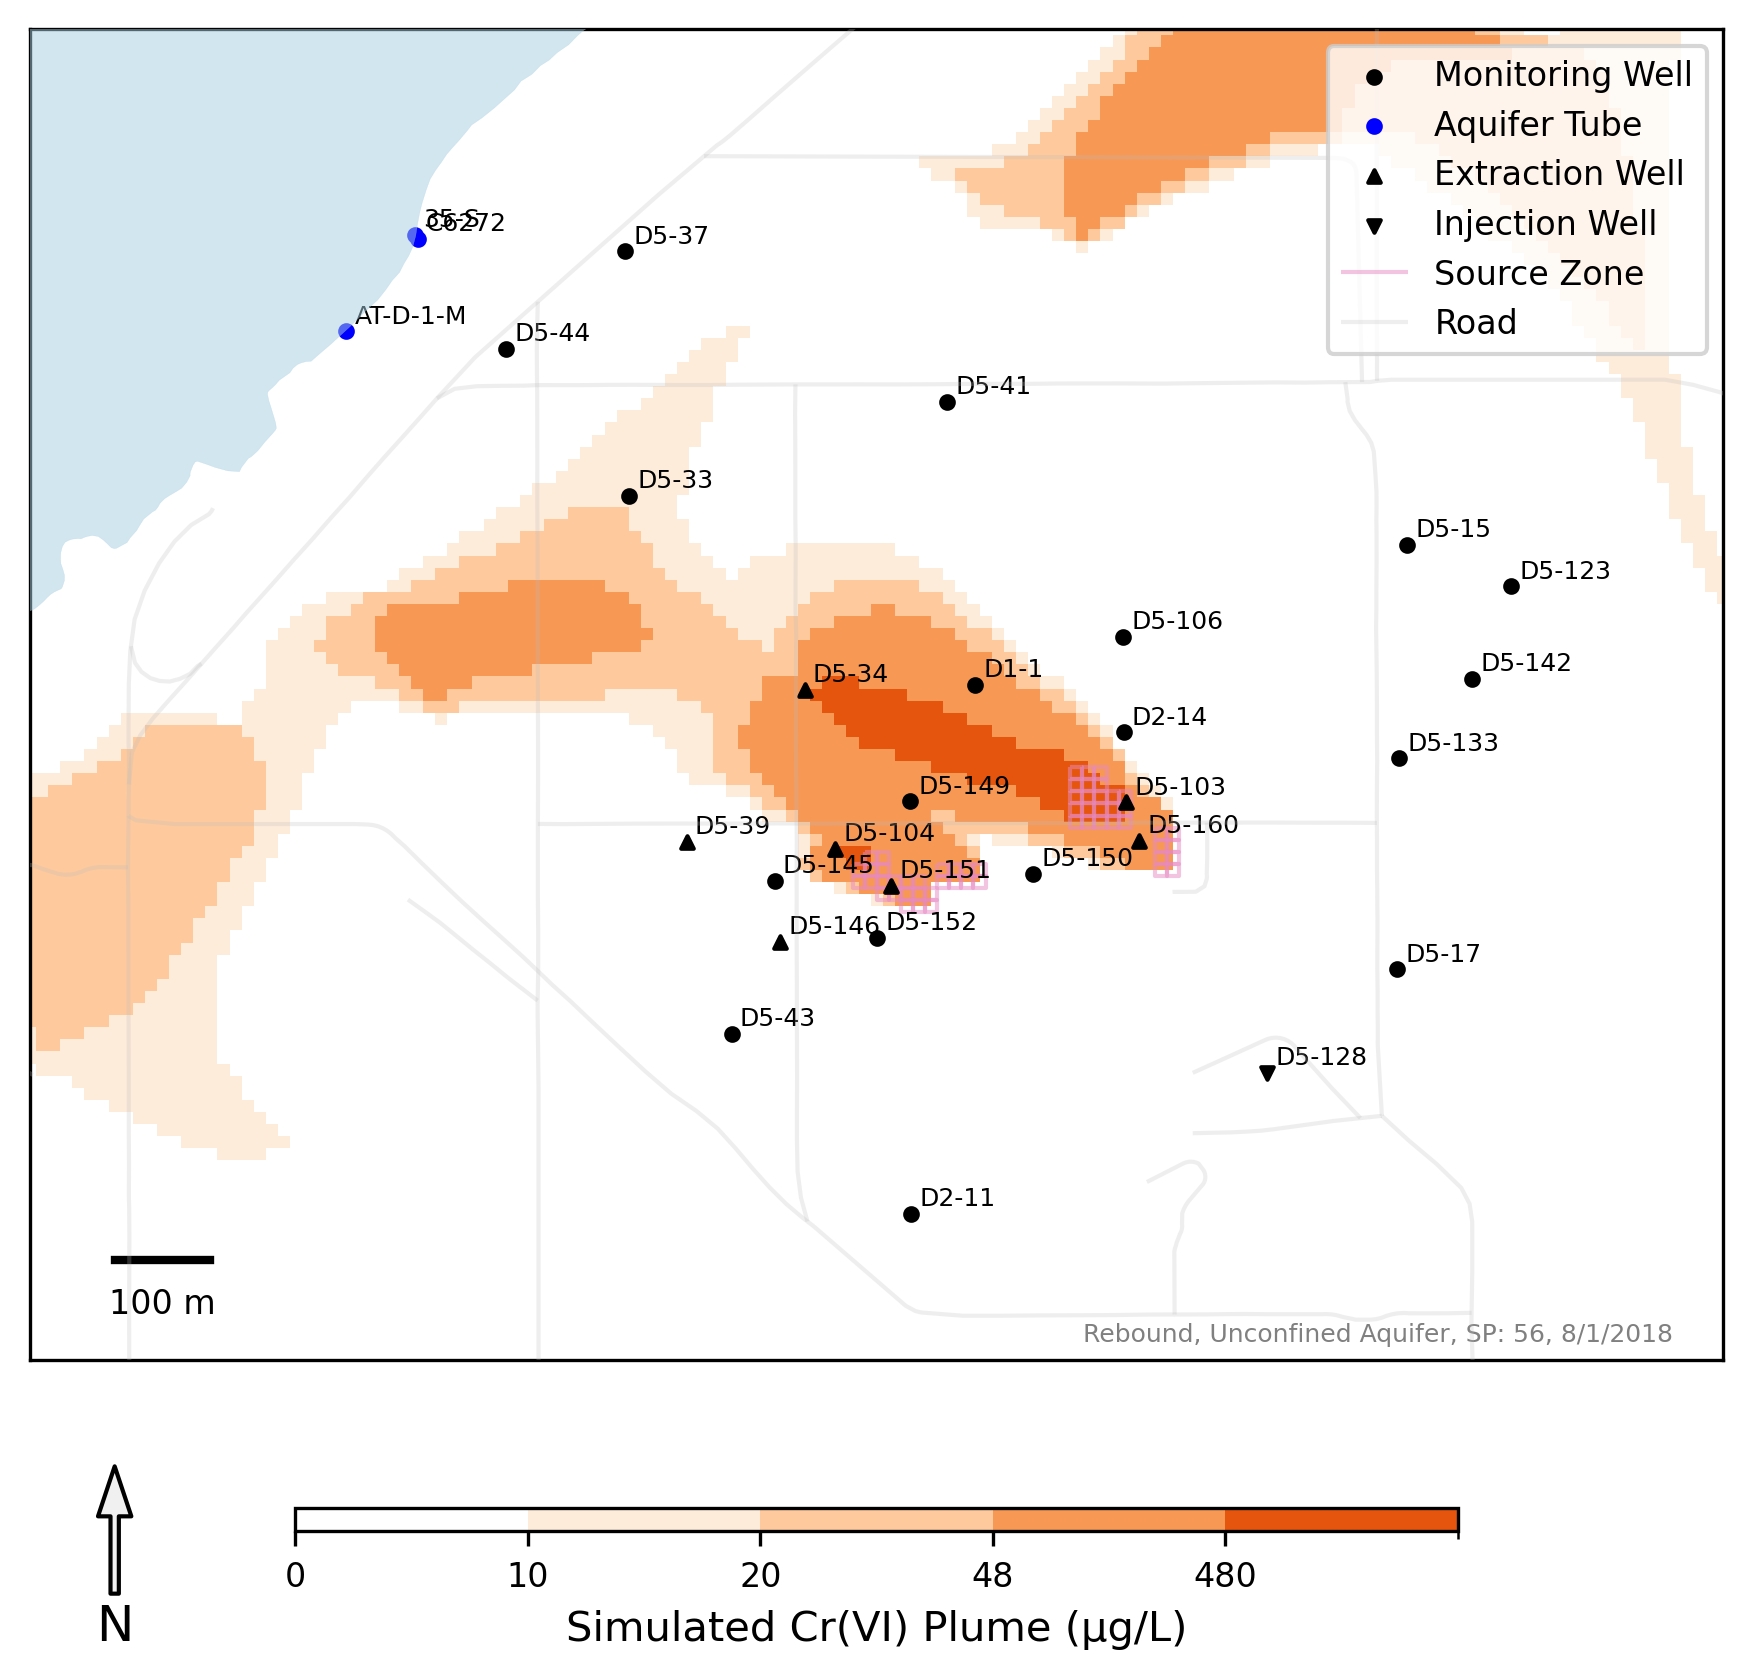 Monitoring Well
Aquifer Tube
Extraction Well
Injection Well
Source Zone
Road
35-S
C6272
D5-37
AT-D-1-M
D5-44
D5-41
D5-33
D5-15
D5-123
D5-106
D5-142
D1-1
D5-34
D2-14
D5-133
D5-149
D5-103
D5-160
D5-39
D5-104
D5-150
D5-145
D5-151
D5-146
D5-152
D5-17
D5-43
D5-128
D2-11
100 m
Rebound, Unconfined Aquifer, SP: 56, 8/1/2018
0 10 20 48 480
Simulated Cr(VI) Plume (µg/L)
N